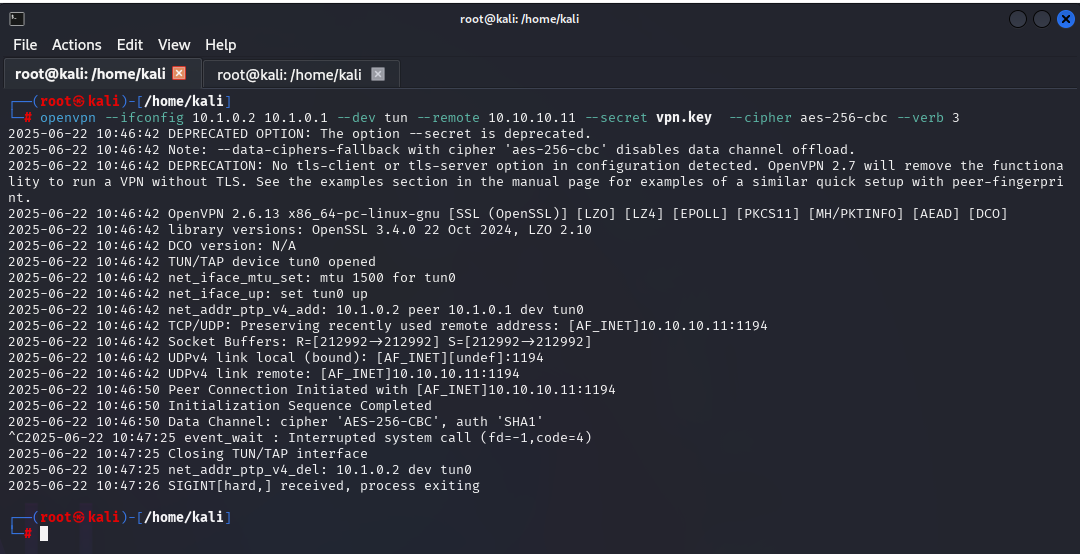 root@kali: /home/kali
File Actions Edit View Help
root@kali: /home/kali root@kali: /home/kali
┌──(root㉿kali)-[/home/kali]
└─# openvpn --ifconfig 10.1.0.2 10.1.0.1 --dev tun --remote 10.10.10.11 --secret vpn.key  --cipher aes-256-cbc --verb 3
2025-06-22 10:46:42 DEPRECATED OPTION: The option --secret is deprecated.
2025-06-22 10:46:42 Note: --data-ciphers-fallback with cipher 'aes-256-cbc' disables data channel offload.
2025-06-22 10:46:42 DEPRECATION: No tls-client or tls-server option in configuration detected. OpenVPN 2.7 will remove the functiona
lity to run a VPN without TLS. See the examples section in the manual page for examples of a similar quick setup with peer-fingerpri
nt.
2025-06-22 10:46:42 OpenVPN 2.6.13 x86_64-pc-linux-gnu [SSL (OpenSSL)] [LZO] [LZ4] [EPOLL] [PKCS11] [MH/PKTINFO] [AEAD] [DCO]
2025-06-22 10:46:42 library versions: OpenSSL 3.4.0 22 Oct 2024, LZO 2.10
2025-06-22 10:46:42 DCO version: N/A
2025-06-22 10:46:42 TUN/TAP device tun0 opened
2025-06-22 10:46:42 net_iface_mtu_set: mtu 1500 for tun0
2025-06-22 10:46:42 net_iface_up: set tun0 up
2025-06-22 10:46:42 net_addr_ptp_v4_add: 10.1.0.2 peer 10.1.0.1 dev tun0
2025-06-22 10:46:42 TCP/UDP: Preserving recently used remote address: [AF_INET]10.10.10.11:1194
2025-06-22 10:46:42 Socket Buffers: R=[212992→212992] S=[212992→212992]
2025-06-22 10:46:42 UDPv4 link local (bound): [AF_INET][undef]:1194
2025-06-22 10:46:42 UDPv4 link remote: [AF_INET]10.10.10.11:1194
2025-06-22 10:46:50 Peer Connection Initiated with [AF_INET]10.10.10.11:1194
2025-06-22 10:46:50 Initialization Sequence Completed
2025-06-22 10:46:50 Data Channel: cipher 'AES-256-CBC', auth 'SHA1'
^C2025-06-22 10:47:25 event_wait : Interrupted system call (fd=-1,code=4)
2025-06-22 10:47:25 Closing TUN/TAP interface
2025-06-22 10:47:25 net_addr_ptp_v4_del: 10.1.0.2 dev tun0
2025-06-22 10:47:26 SIGINT[hard,] received, process exiting
┌──(root㉿kali)-[/home/kali]
└─#